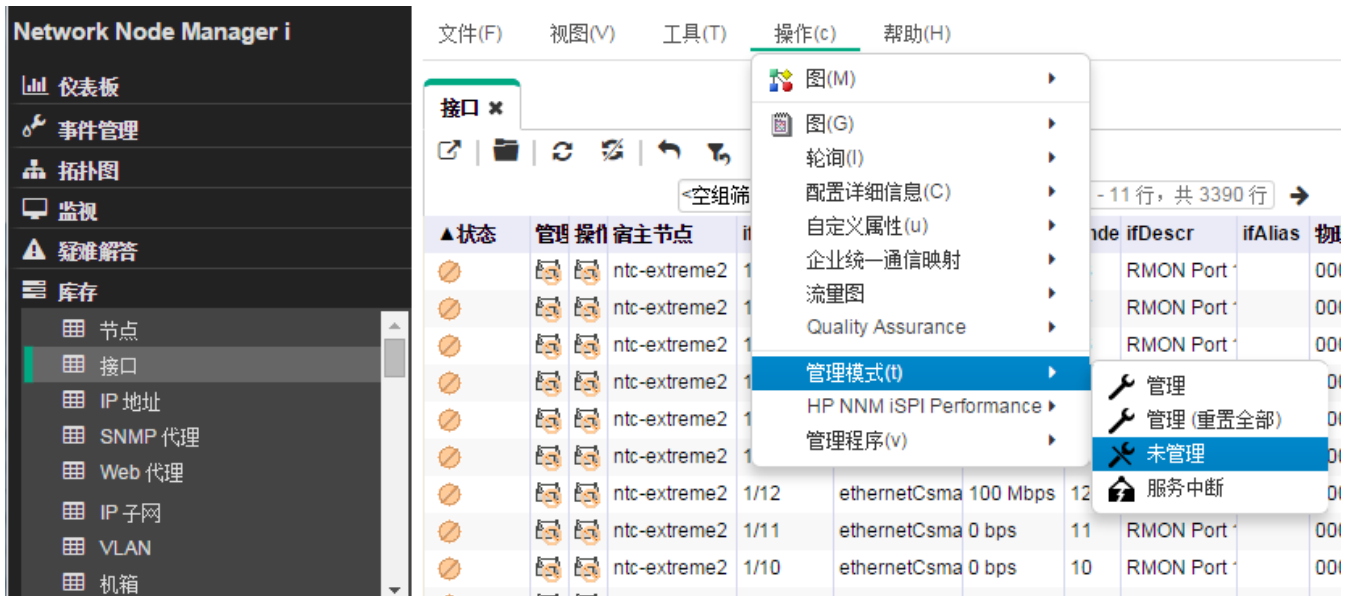 Network Node Manager i
仪表板
事件管理
拓扑图
监视
疑难解答
库存
节点
接口
IP 地址
SNMP 代理
Web 代理
IP 子网
VLAN
机箱
文件(F) 视图(V) 工具(T) 操作(c) 帮助(H)
接口
<空组筛
- 11 行，共 3390 行
▲状态 宿主节点 ifDescr ifAlias
ntc-extreme2 RMON Port
ntc-extreme2 RMON Port
ntc-extreme2 RMON Port
ntc-extreme2
ntc-extreme2
ntc-extreme2
ntc-extreme2 1/12 ethernetCsma 100 Mbps 12
ntc-extreme2 1/11 ethernetCsma 0 bps 11 RMON Port
ntc-extreme2 1/10 ethernetCsma 0 bps 10 RMON Port
图(M)
图(G)
轮询(I)
配置详细信息(C)
自定义属性(u)
企业统一通信映射
流量图
Quality Assurance
管理模式(t)
HP NNM iSPI Performance
管理程序(v)
管理
管理 (重置全部)
未管理
服务中断